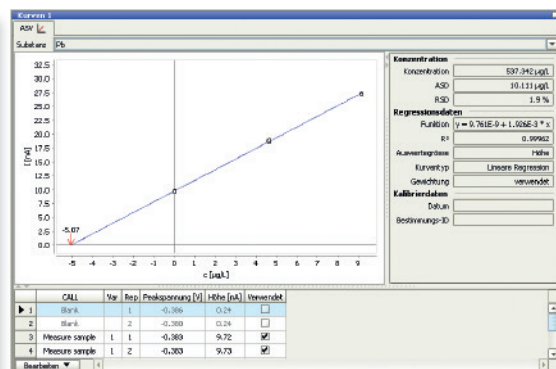 Kurven 1
ASV
Substanz Pb
32.5
30.0
27.5
25.0
22.5
20.0
17.5
15.0
12.5
10.0
7.5
5.0
2.5
0.0
I [nA]
-5.07
-5 -4 -3 -2 -1 0 1 2 3 4 5 6 7 8 9
c [µg/L]
Konzentration
Konzentration 537.342 µg/L
ASD 10.111 µg/L
RSD 1.9 %
Regressionsdaten
Funktion y = 9.761E-9 + 1.926E-3 * x
R² 0.99962
Auswertegrösse Höhe
Kurventyp Lineare Regression
Gewichtung verwendet
Kalibrierdaten
Datum
Bestimmungs-ID
CALL Var Rep Peakspannung [V] Höhe [nA] Verwendet
1 Blank 1 -0.386 0.24
2 Blank 2 -0.388 0.24
3 Measure sample 1 1 -0.383 9.72
4 Measure sample 1 2 -0.383 9.73
Bearbeiten